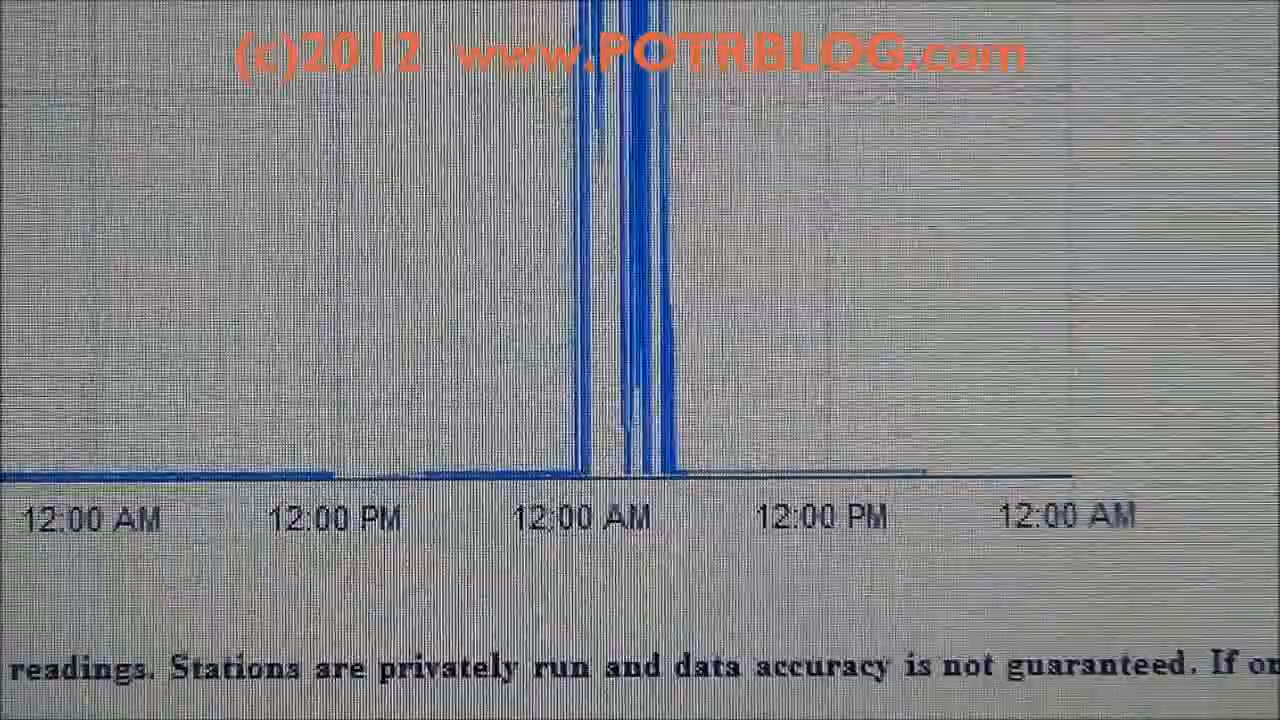 (c)2012 www.POTRBLOG.com
12:00 AM 12:00 PM 12:00 AM 12:00 PM 12:00 AM
readings. Stations are privately run and data accuracy is not guaranteed. If